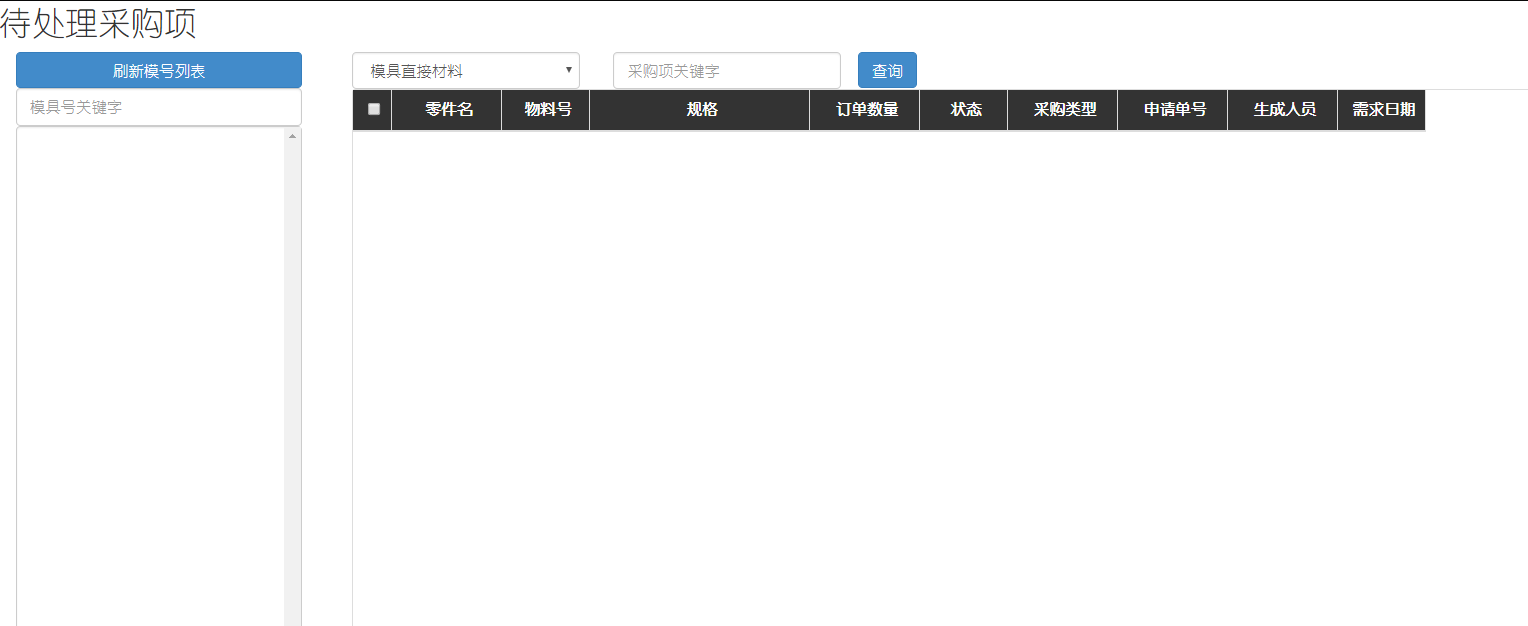 待处理采购项
刷新模号列表
模具号关键字
模具直接材料
采购项关键字
查询
零件名 物料号 规格 订单数量 状态 采购类型 申请单号 生成人员 需求日期